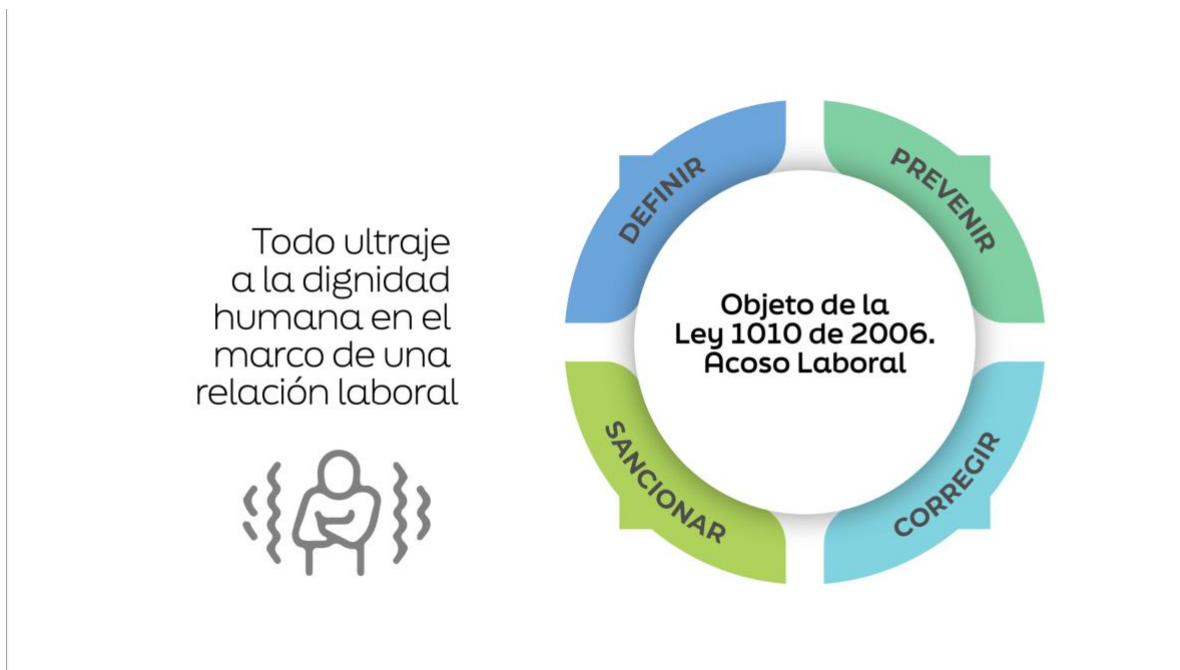 Todo ultraje
a la dignidad
humana en el
marco de una
relación laboral
DEFINIR
PREVENIR
Objeto de la
Ley 1010 de 2006.
Acoso Laboral
SANCIONAR
CORREGIR